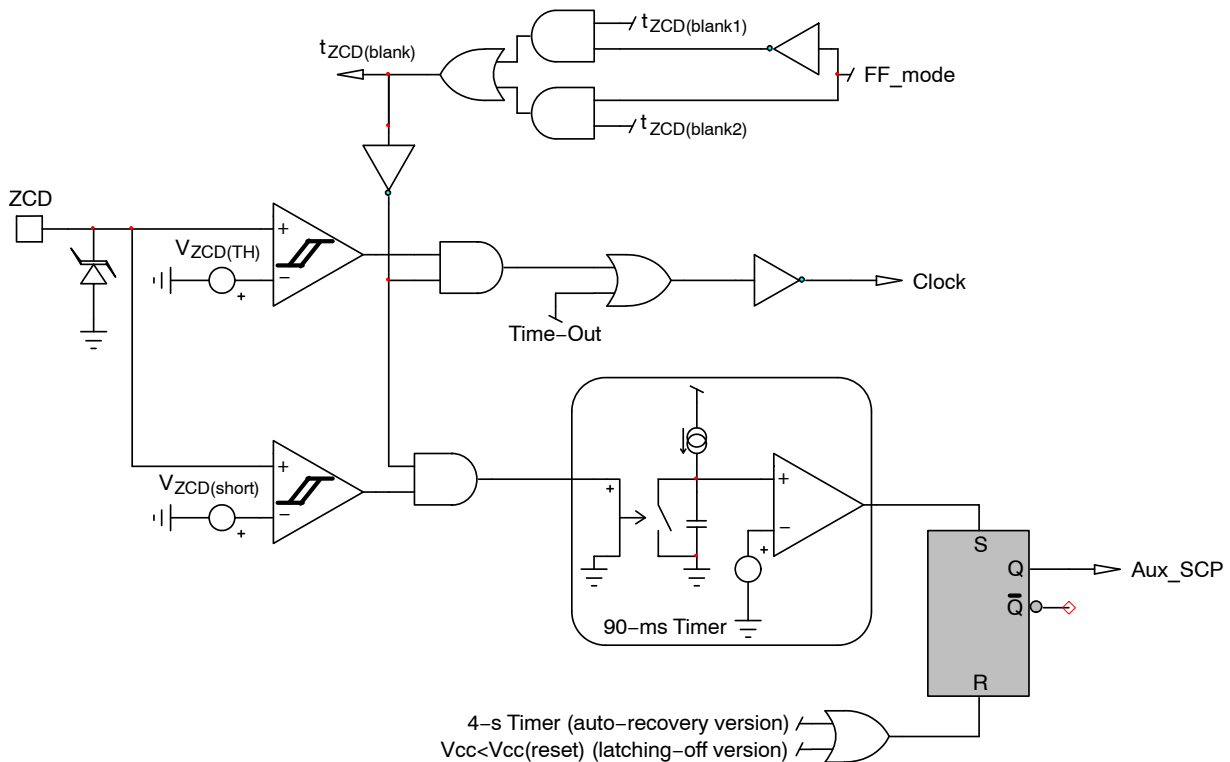 tZCD(blank1)
tZCD(blank)
FF_mode
tZCD(blank2)
ZCD
VZCD(TH)
+
−
+
Clock
Time−Out
VZCD(short)
+
−
+
+
+
−
+
90−ms Timer
S
Q
Aux_SCP
Q̅
R
4−s Timer (auto−recovery version)
Vcc<Vcc(reset) (latching−off version)